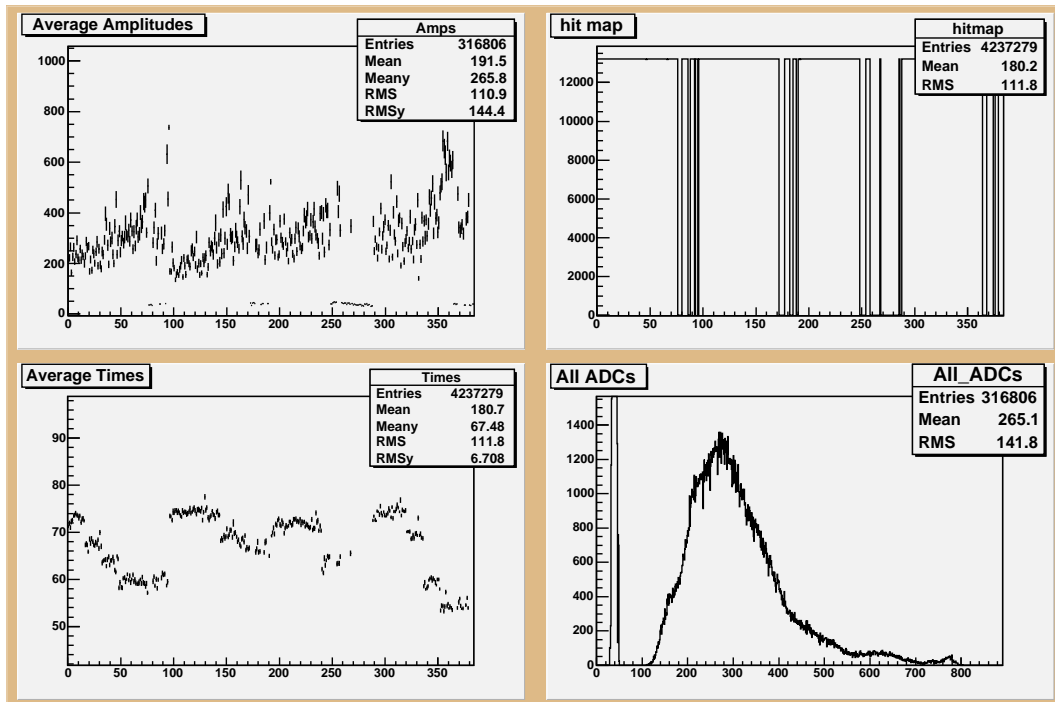 Average Amplitudes
Amps
Entries 316806
Mean 191.5
Meany 265.8
RMS 110.9
RMSy 144.4
1000
800
600
400
200
0
0 50 100 150 200 250 300 350
hit map
hitmap
Entries 4237279
Mean 180.2
RMS 111.8
12000
10000
8000
6000
4000
2000
0
0 50 100 150 200 250 300 350
Average Times
Times
Entries 4237279
Mean 180.7
Meany 67.48
RMS 111.8
RMSy 6.708
90
80
70
60
50
0 50 100 150 200 250 300 350
All ADCs
All_ADCs
Entries 316806
Mean 265.1
RMS 141.8
1400
1200
1000
800
600
400
200
0
0 100 200 300 400 500 600 700 800